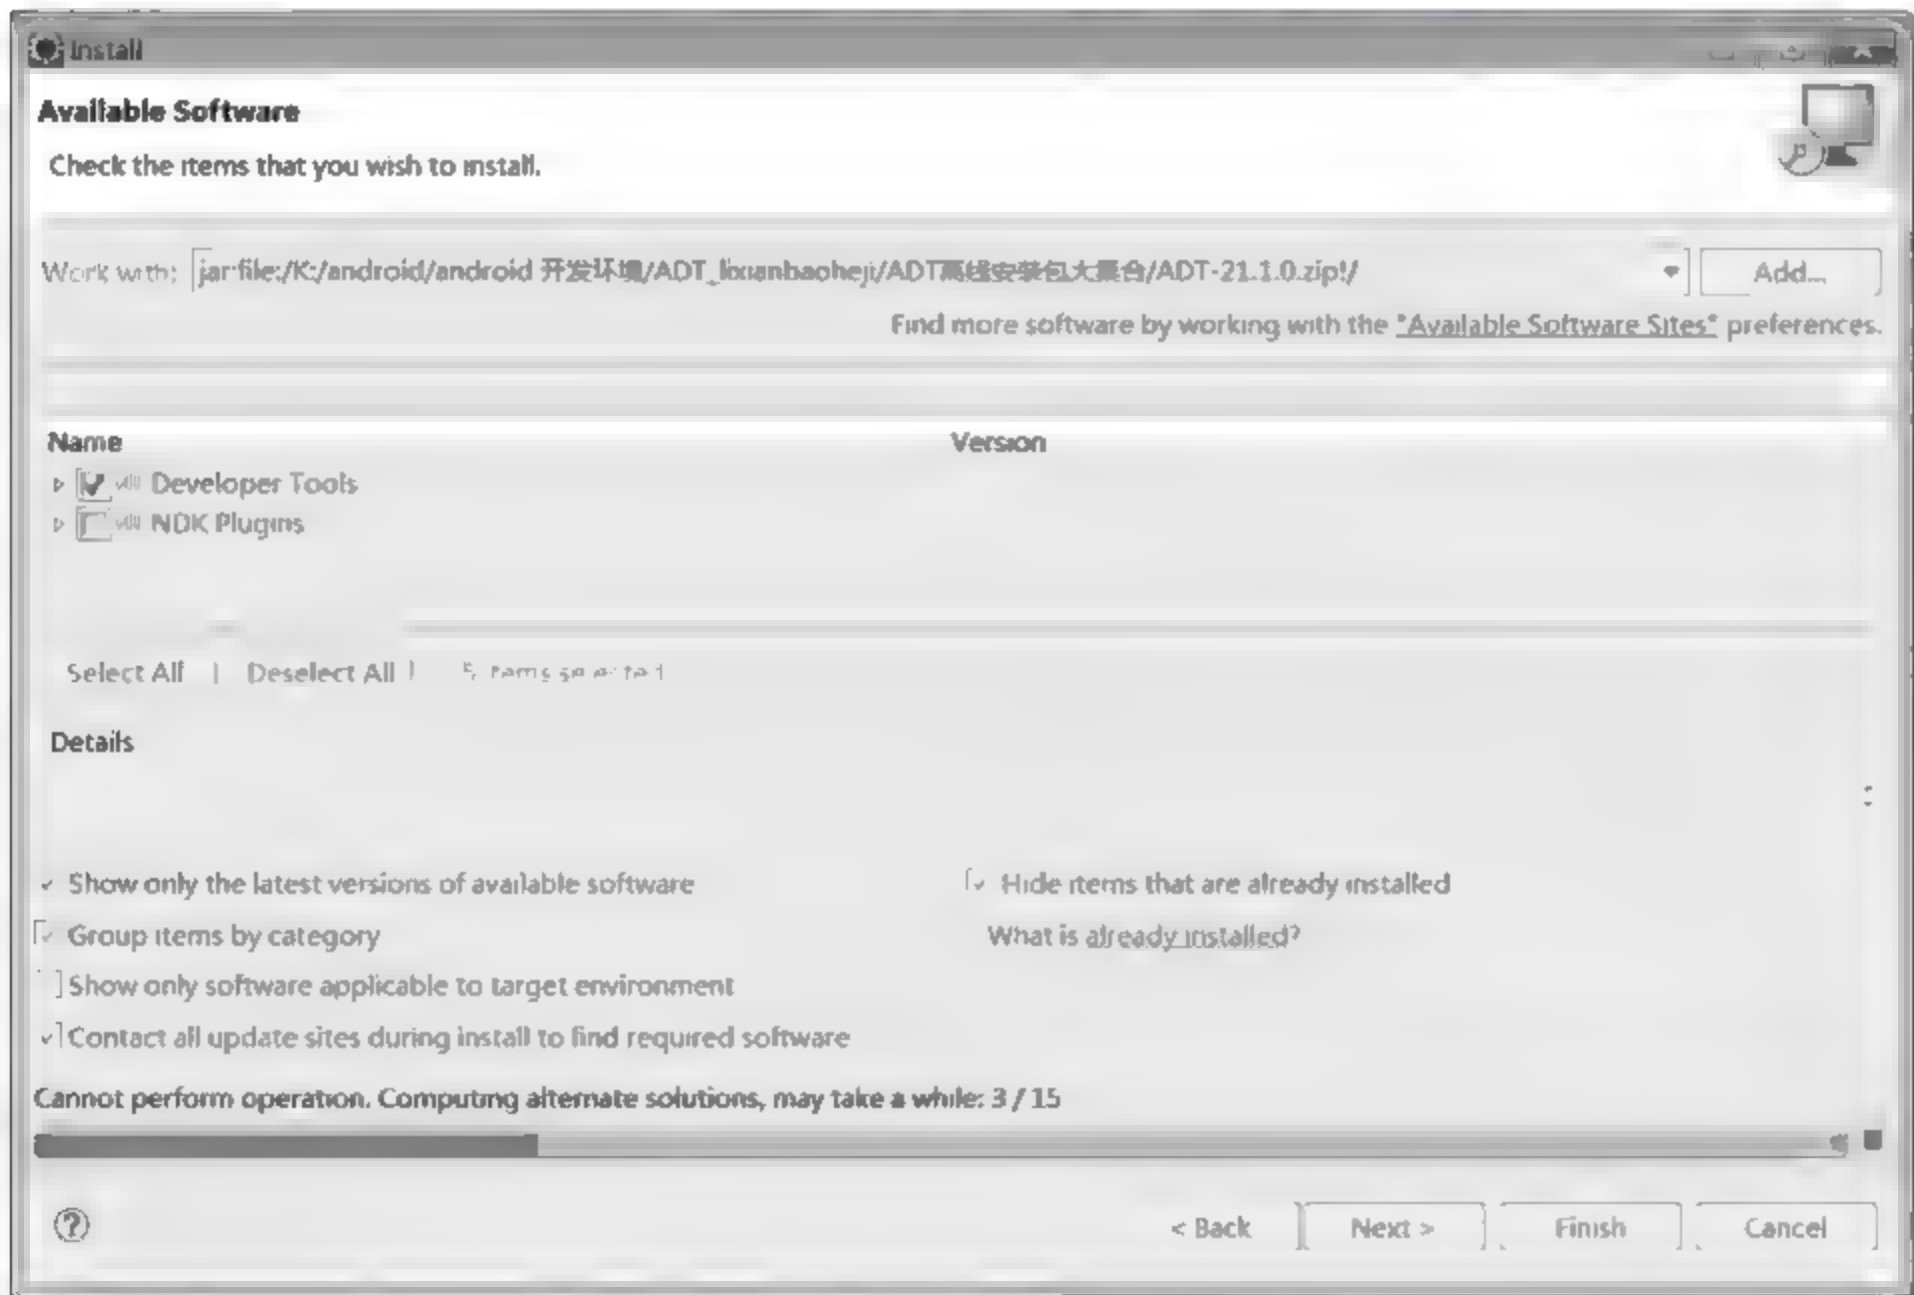 Install
Available Software
Check the items that you wish to install.
Work with: jar:file:/K:/android/android 开发环境/ADT_lixianbaoheji/ADT离线安装包大集合/ADT-21.1.0.zip!/ Add...
Find more software by working with the "Available Software Sites" preferences.
Name Version
Developer Tools
NDK Plugins
Select All Deselect All 5 items selected
Details
Show only the latest versions of available software Hide items that are already installed
Group items by category What is already installed?
Show only software applicable to target environment
Contact all update sites during install to find required software
Cannot perform operation. Computing alternate solutions, may take a while: 3 / 15
< Back Next > Finish Cancel